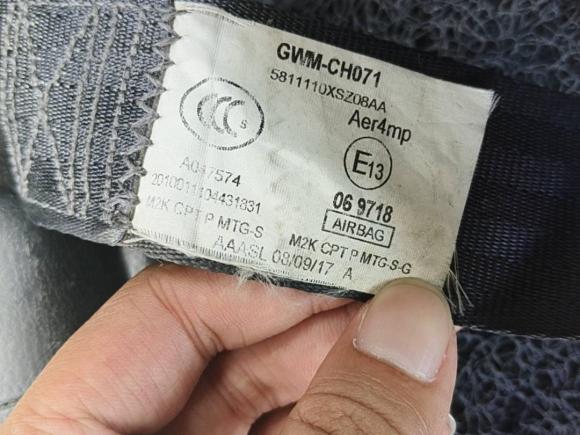 GWM-CH071
5811110XSZ08AA
Aer4mp
CCC S
E13
A047574
2010011104431831
06 9718
AIRBAG
M2K CPT P MTG-S
M2K CPT P MTG-S-G
AAASL 08/09/17 A